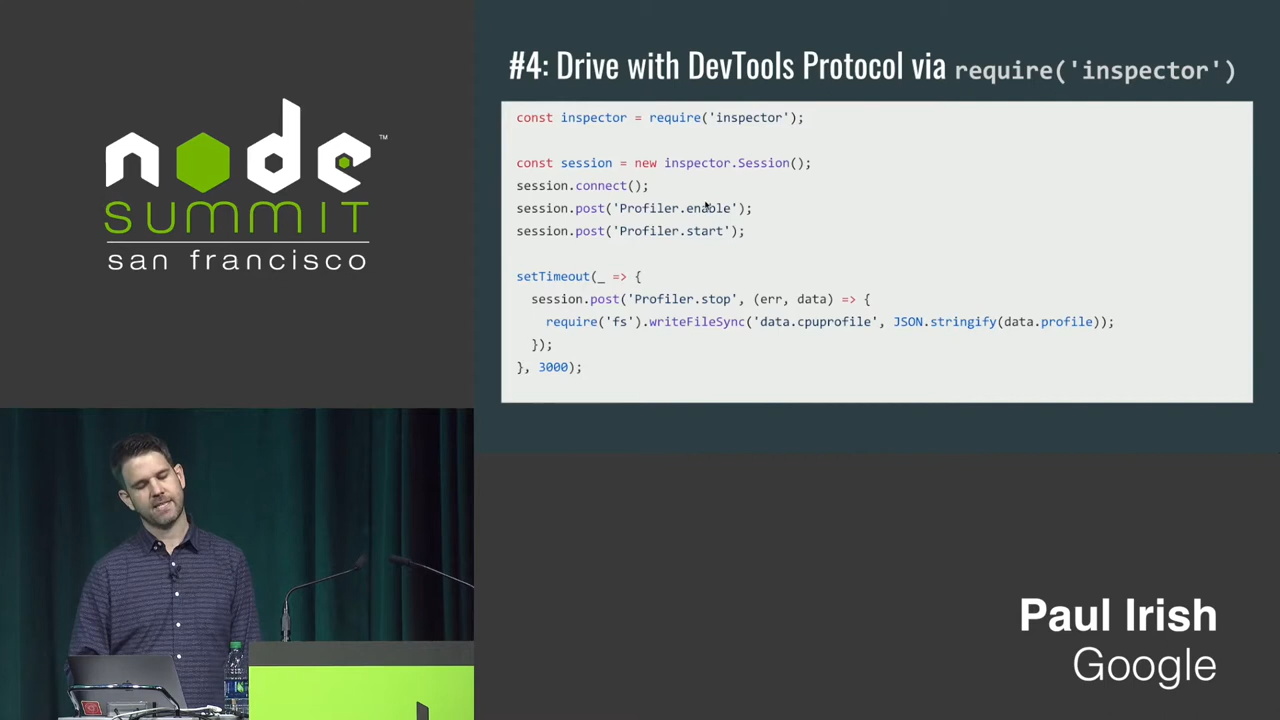 node™
SUMMIT
san francisco
#4: Drive with DevTools Protocol via require('inspector')
const inspector = require('inspector');
const session = new inspector.Session();
session.connect();
session.post('Profiler.enable');
session.post('Profiler.start');
setTimeout(_ => {
  session.post('Profiler.stop', (err, data) => {
    require('fs').writeFileSync('data.cpuprofile', JSON.stringify(data.profile));
  });
}, 3000);
Paul Irish
Google